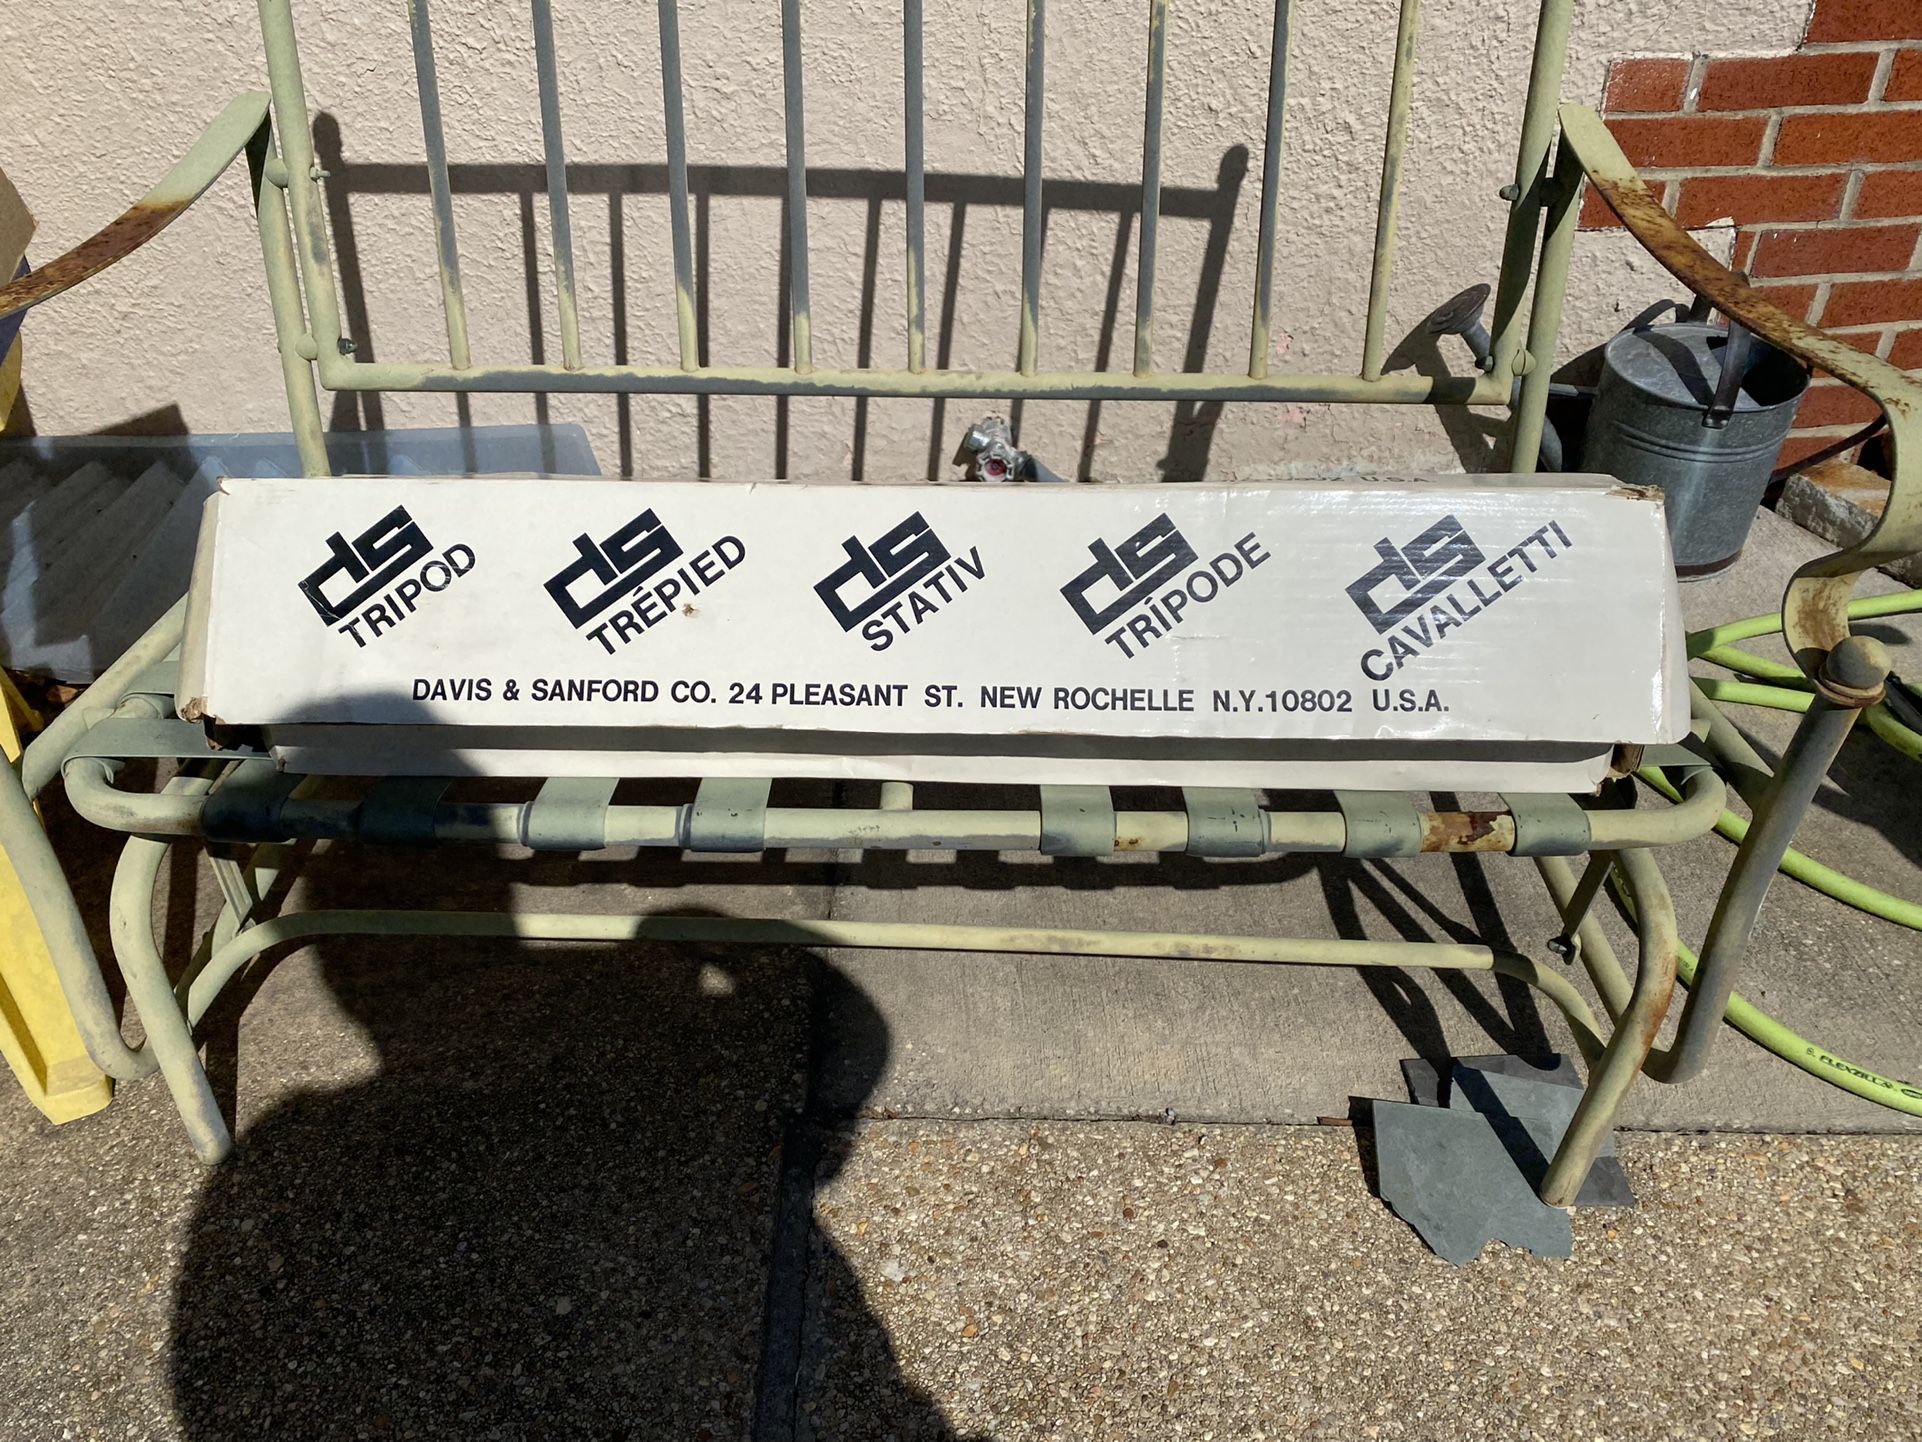 ds TRIPOD
ds TRÉPIED
ds STATIV
ds TRÍPODE
ds CAVALLETTI
DAVIS & SANFORD CO. 24 PLEASANT ST. NEW ROCHELLE N.Y.10802 U.S.A.
U.S.A.
FLEXZILLA